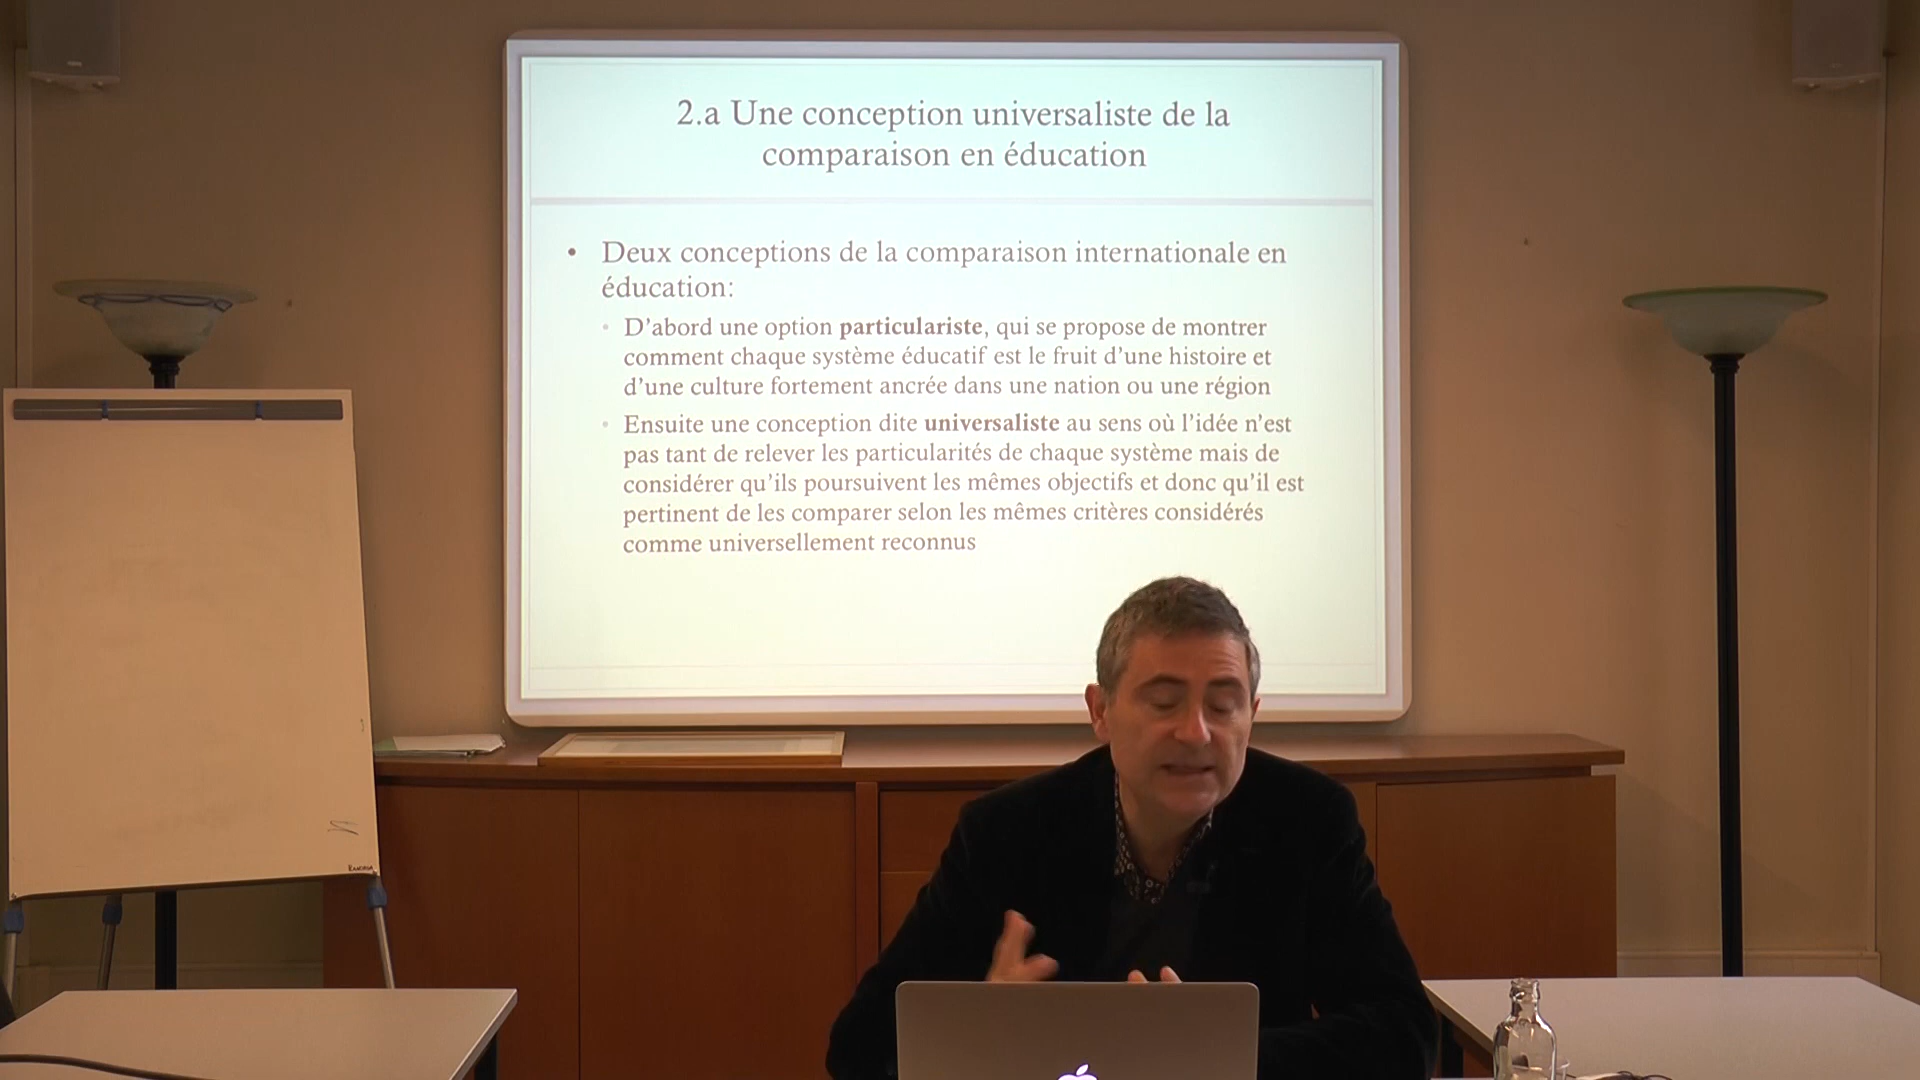 2.a Une conception universaliste de la
comparaison en éducation
• Deux conceptions de la comparaison internationale en
éducation:
• D'abord une option particulariste, qui se propose de montrer
comment chaque système éducatif est le fruit d'une histoire et
d'une culture fortement ancrée dans une nation ou une région
• Ensuite une conception dite universaliste au sens où l'idée n'est
pas tant de relever les particularités de chaque système mais de
considérer qu'ils poursuivent les mêmes objectifs et donc qu'il est
pertinent de les comparer selon les mêmes critères considérés
comme universellement reconnus